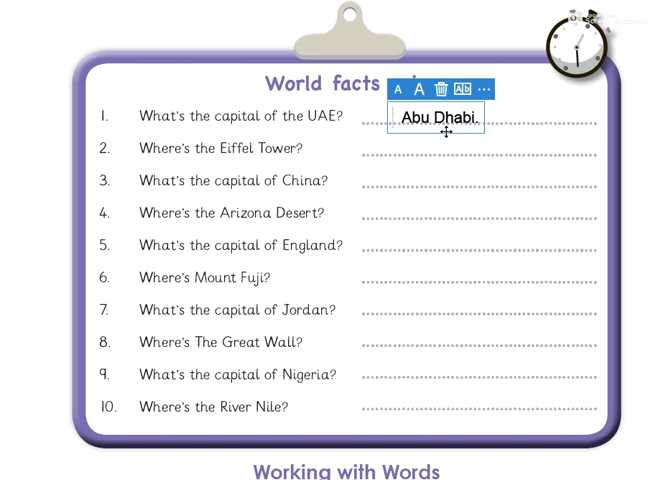 World facts
1. What's the capital of the UAE? Abu Dhabi.
2. Where's the Eiffel Tower?
3. What's the capital of China?
4. Where's the Arizona Desert?
5. What's the capital of England?
6. Where's Mount Fuji?
7. What's the capital of Jordan?
8. Where's The Great Wall?
9. What's the capital of Nigeria?
10. Where's the River Nile?
Working with Words